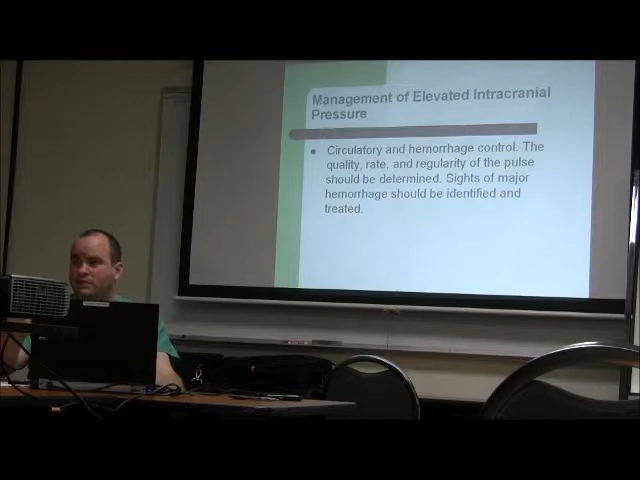 Management of Elevated Intracranial
Pressure
Circulatory and hemorrhage control. The
quality, rate, and regularity of the pulse
should be determined. Sights of major
hemorrhage should be identified and
treated.